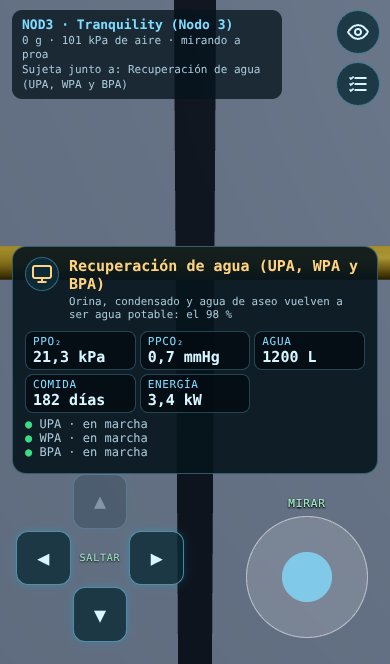 NOD3 · Tranquility (Nodo 3)
0 g · 101 kPa de aire · mirando a
proa
Sujeta junto a: Recuperación de agua
(UPA, WPA y BPA)
Recuperación de agua (UPA, WPA y
BPA)
Orina, condensado y agua de aseo vuelven a
ser agua potable: el 98 %
PPO₂
21,3 kPa
PPCO₂
0,7 mmHg
AGUA
1200 L
COMIDA
182 días
ENERGÍA
3,4 kW
UPA · en marcha
WPA · en marcha
BPA · en marcha
SALTAR
MIRAR